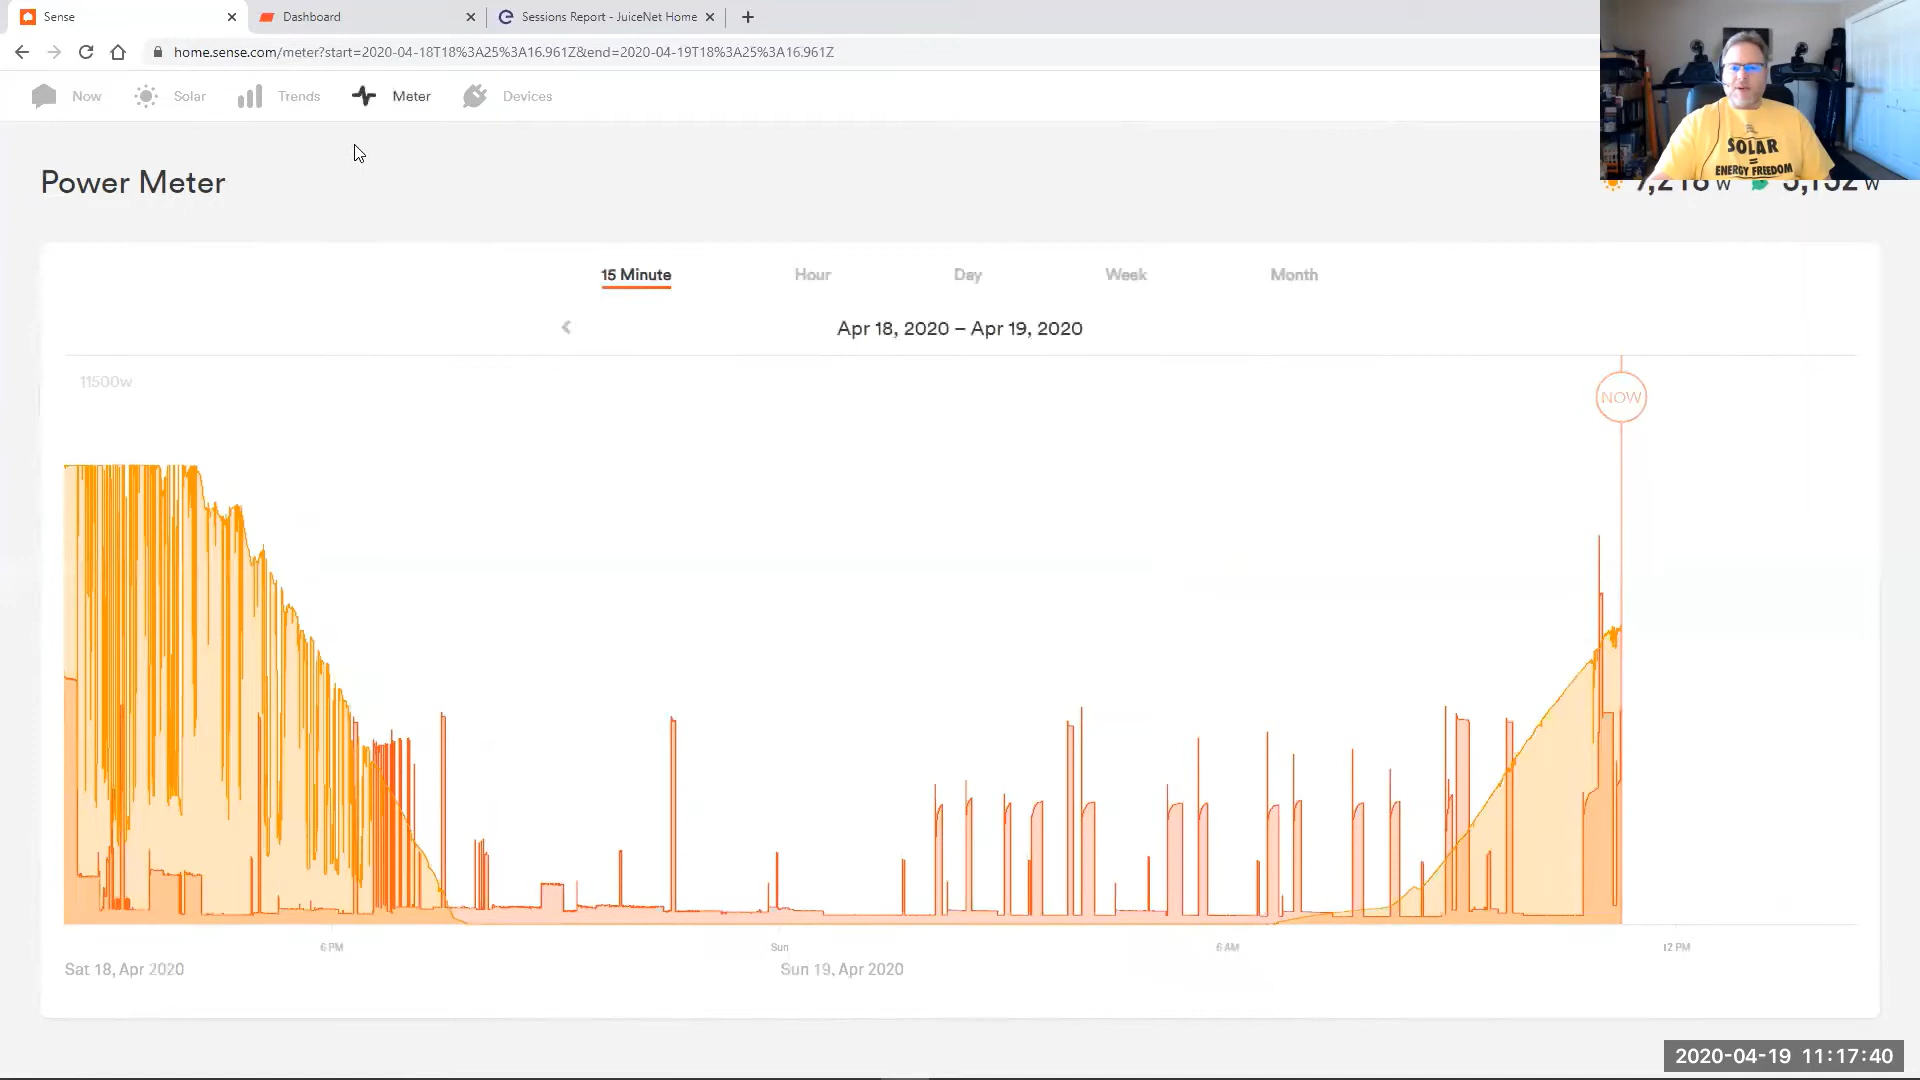 Sense
Dashboard
Sessions Report - JuiceNet Home
home.sense.com/meter?start=2020-04-18T18%3A25%3A16.961Z&end=2020-04-19T18%3A25%3A16.961Z
Now
Solar
Trends
Meter
Devices
SOLAR
=
ENERGY FREEDOM
Power Meter
w
w
15 Minute
Hour
Day
Week
Month
Apr 18, 2020 – Apr 19, 2020
11500w
NOW
6 PM
Sun
6 AM
12 PM
Sat 18, Apr 2020
Sun 19, Apr 2020
2020-04-19 11:17:40